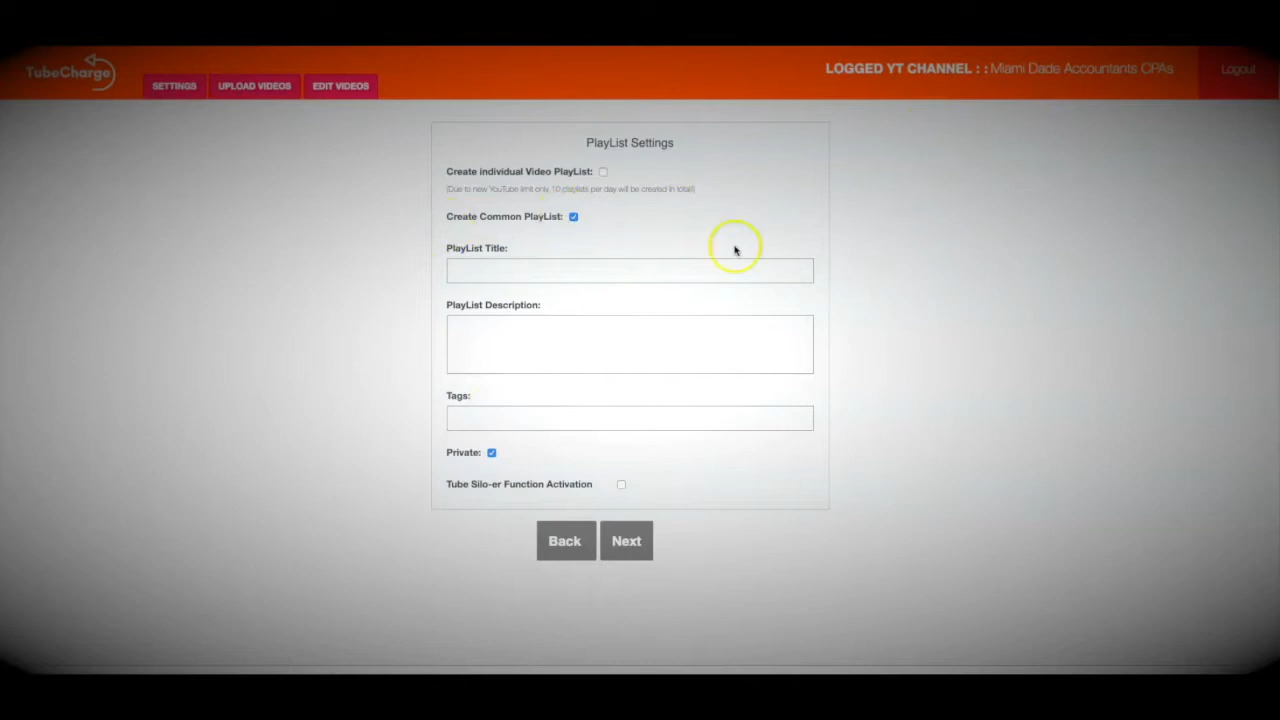 TubeCharge
SETTINGS
UPLOAD VIDEOS
EDIT VIDEOS
LOGGED YT CHANNEL : : Miami Dade Accountants CPAs
Logout
PlayList Settings
Create individual Video PlayList:
(Due to new YouTube limit only 10 playlists per day will be created in total!)
Create Common PlayList:
PlayList Title:
PlayList Description:
Tags:
Private:
Tube Silo-er Function Activation
Back
Next